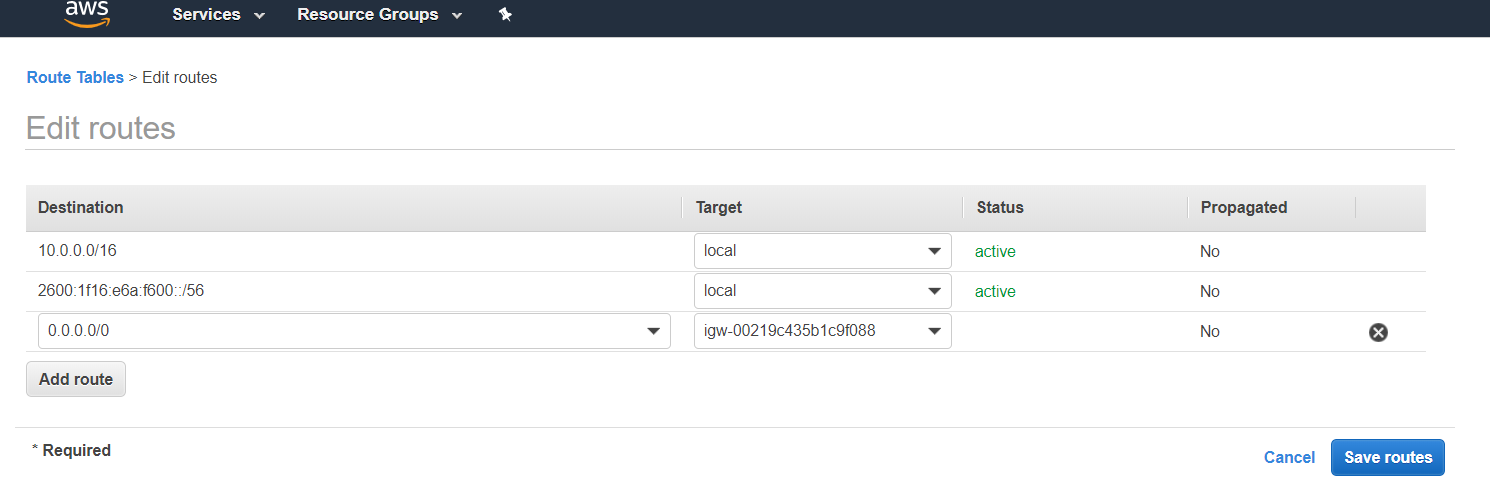 aws Services Resource Groups
Route Tables > Edit routes
Edit routes
Destination Target Status Propagated
10.0.0.0/16 local active No
2600:1f16:e6a:f600::/56 local active No
0.0.0.0/0 igw-00219c435b1c9f088 No
Add route
* Required
Cancel Save routes